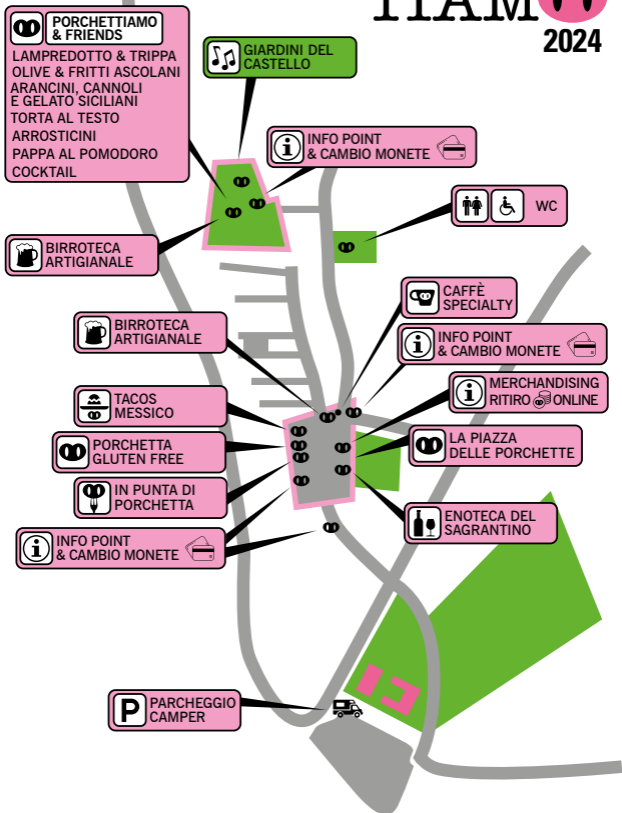 TIAM
2024
PORCHETTIAMO
& FRIENDS
LAMPREDOTTO & TRIPPA
OLIVE & FRITTI ASCOLANI
ARANCINI, CANNOLI
E GELATO SICILIANI
TORTA AL TESTO
ARROSTICINI
PAPPA AL POMODORO
COCKTAIL
GIARDINI DEL
CASTELLO
INFO POINT
& CAMBIO MONETE
WC
BIRROTECA
ARTIGIANALE
CAFFÈ
SPECIALTY
BIRROTECA
ARTIGIANALE
INFO POINT
& CAMBIO MONETE
MERCHANDISING
RITIRO ONLINE
TACOS
MESSICO
LA PIAZZA
DELLE PORCHETTE
PORCHETTA
GLUTEN FREE
IN PUNTA DI
PORCHETTA
ENOTECA DEL
SAGRANTINO
INFO POINT
& CAMBIO MONETE
P PARCHEGGIO
CAMPER